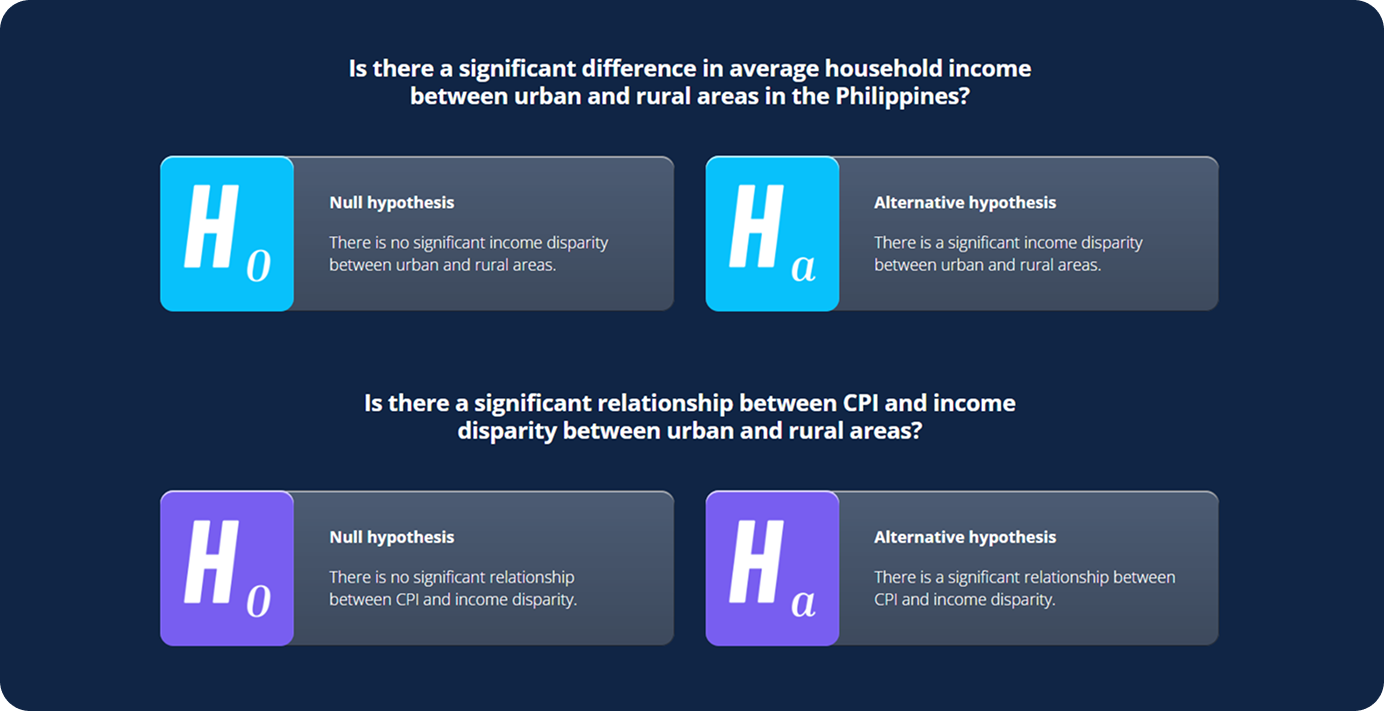 Is there a significant difference in average household income
between urban and rural areas in the Philippines?
H0
Null hypothesis
There is no significant income disparity
between urban and rural areas.
Ha
Alternative hypothesis
There is a significant income disparity
between urban and rural areas.
Is there a significant relationship between CPI and income
disparity between urban and rural areas?
H0
Null hypothesis
There is no significant relationship
between CPI and income disparity.
Ha
Alternative hypothesis
There is a significant relationship between
CPI and income disparity.